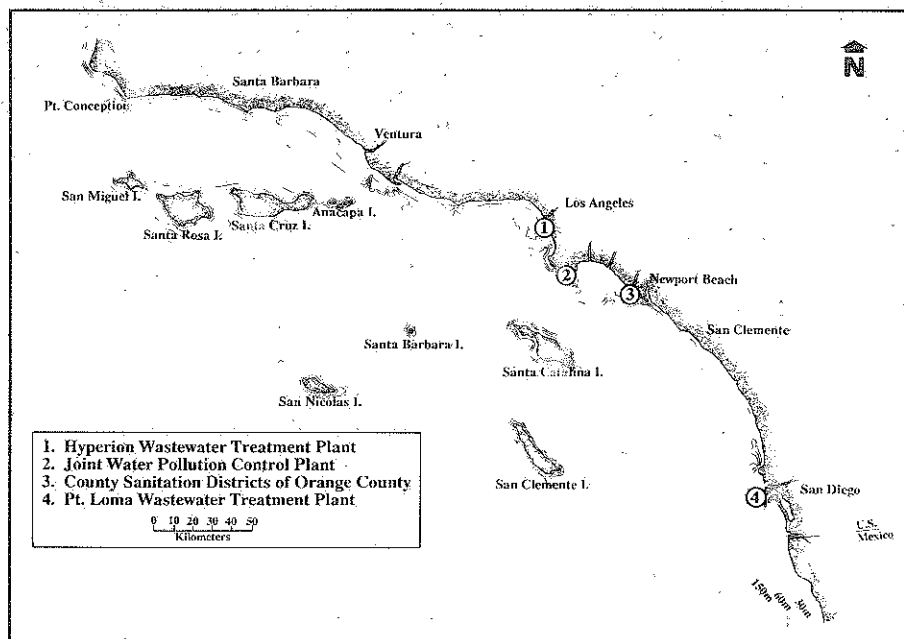 N
Santa Barbara
Pt. Conception
Ventura
San Miguel I.
Santa Rosa I.
Santa Cruz I.
Anacapa I.
Los Angeles
1
2
3
Newport Beach
San Clemente
Santa Barbara I.
Santa Catalina I.
San Nicolas I.
San Clemente I.
4
San Diego
U.S.
Mexico
150m
60m
30m
1. Hyperion Wastewater Treatment Plant
2. Joint Water Pollution Control Plant
3. County Sanitation Districts of Orange County
4. Pt. Loma Wastewater Treatment Plant
0 10 20 30 40 50
Kilometers